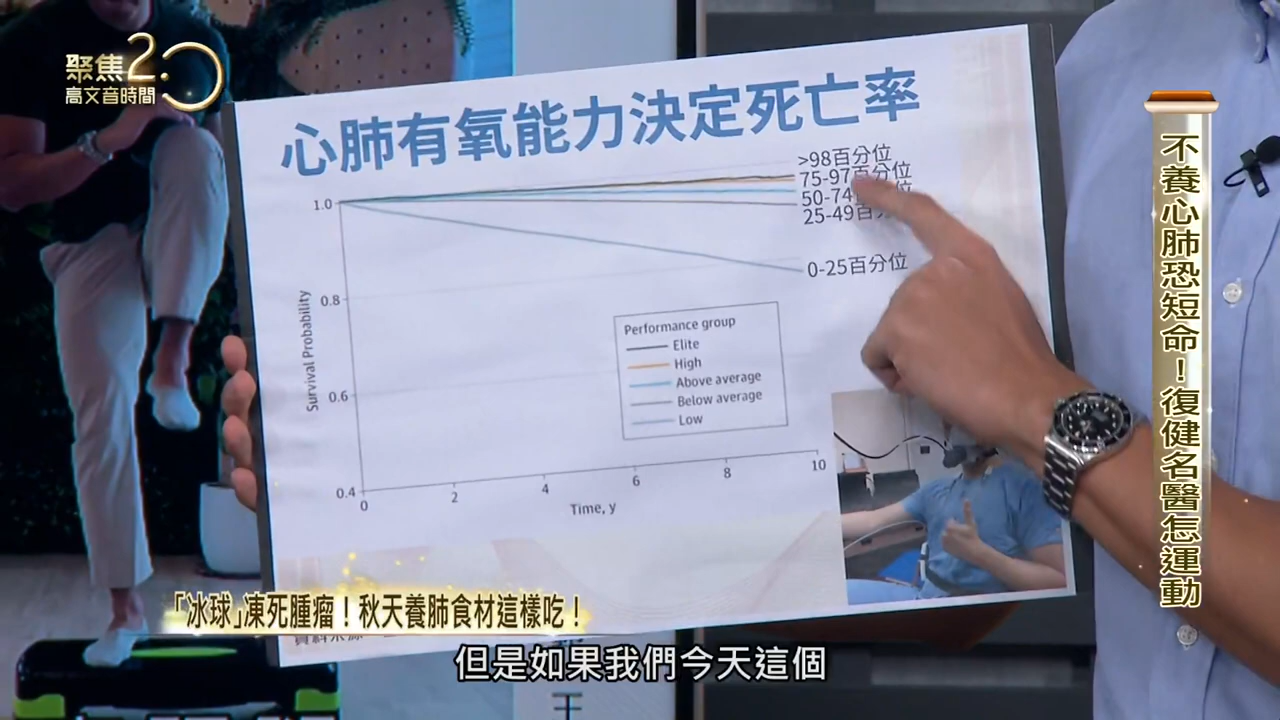 聚焦2.0
高文音時間
心肺有氧能力決定死亡率
>98百分位
75-97百分位
50-74
25-49百分
0-25百分位
1.0
0.8
0.6
0.4
Survival Probability
Performance group
Elite
High
Above average
Below average
Low
0
2
4
6
8
10
Time, y
不養心肺恐短命！復健名醫怎運動
「冰球」凍死腫瘤！秋天養肺食材這樣吃！
但是如果我們今天這個